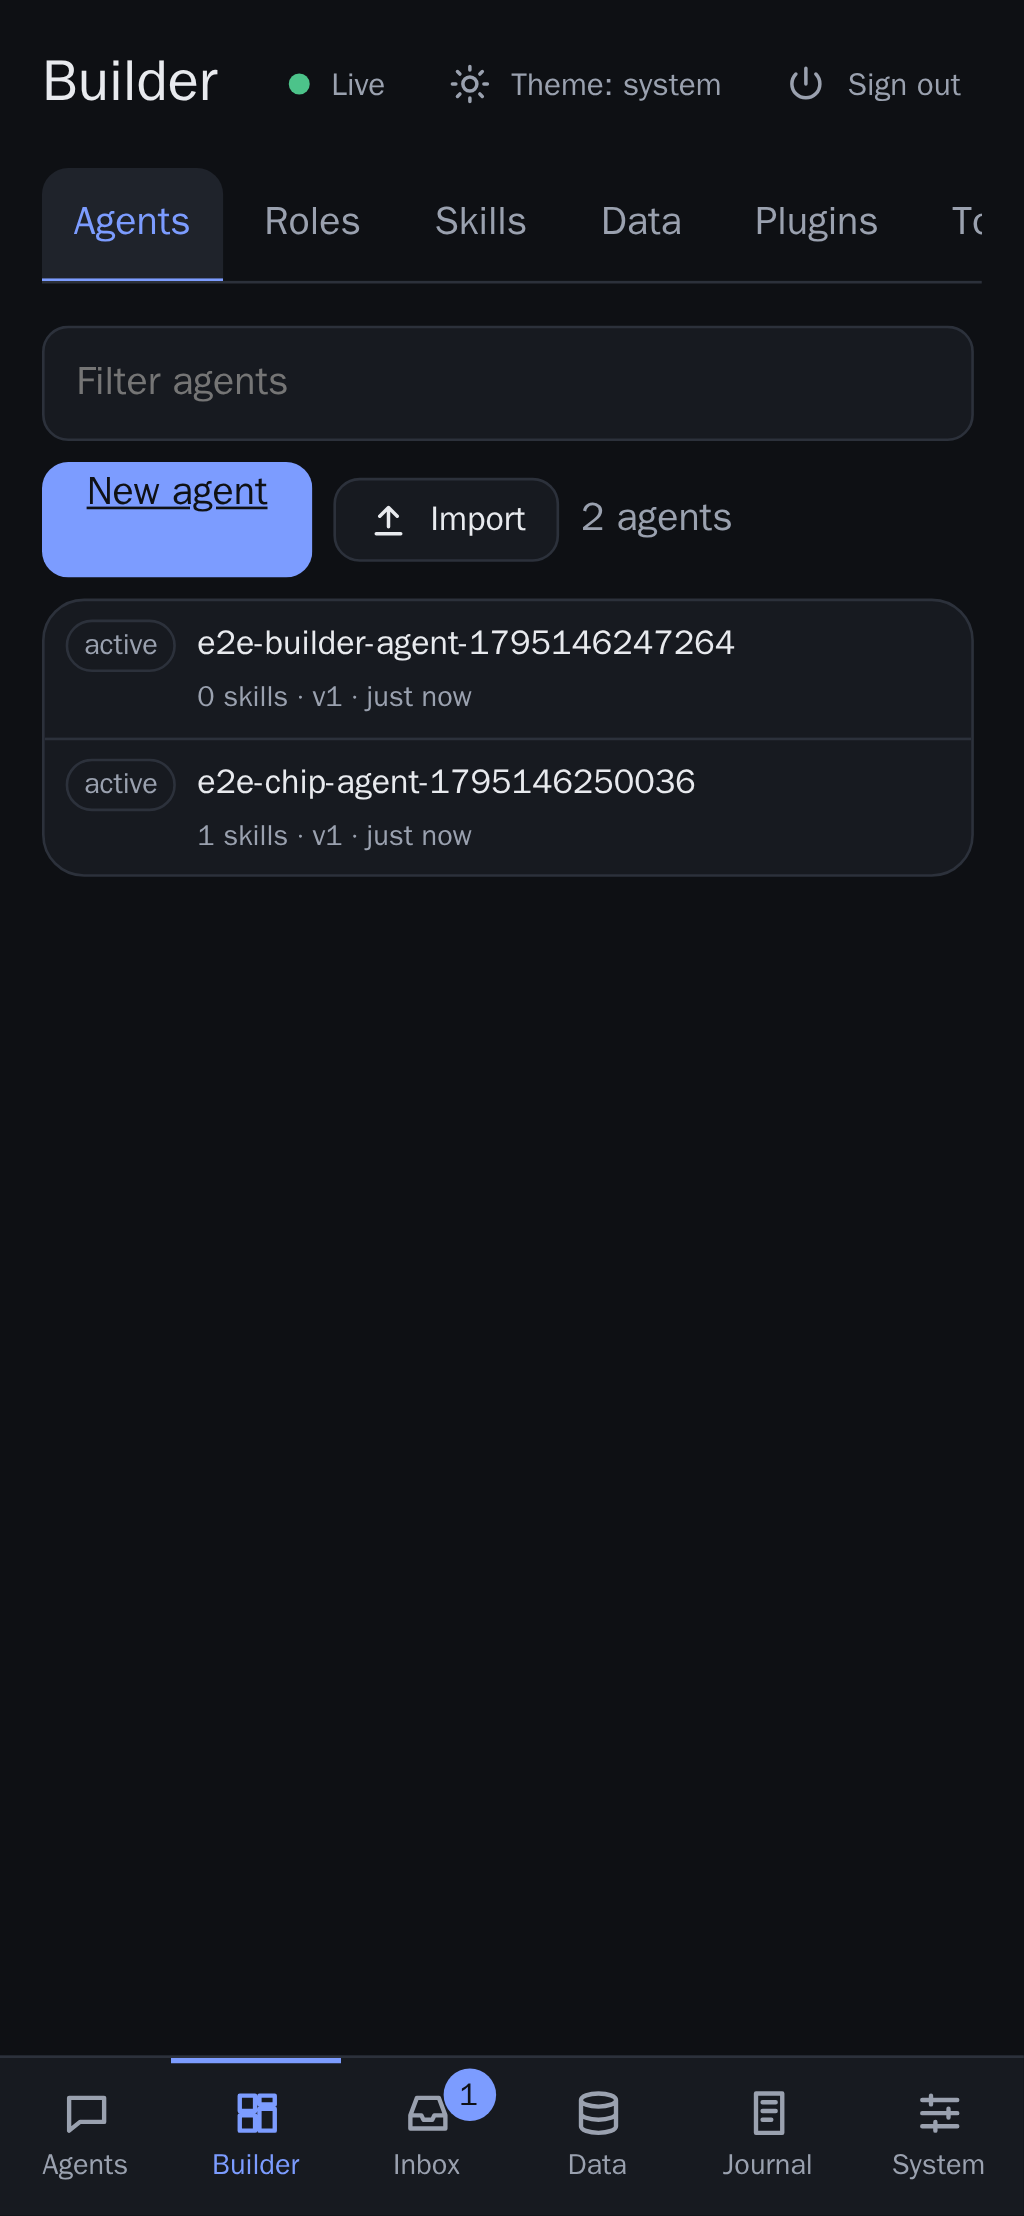 Builder Live Theme: system Sign out
Agents Roles Skills Data Plugins
Filter agents
New agent Import 2 agents
active e2e-builder-agent-1795146247264
0 skills · v1 · just now
active e2e-chip-agent-1795146250036
1 skills · v1 · just now
1
Agents Builder Inbox Data Journal System